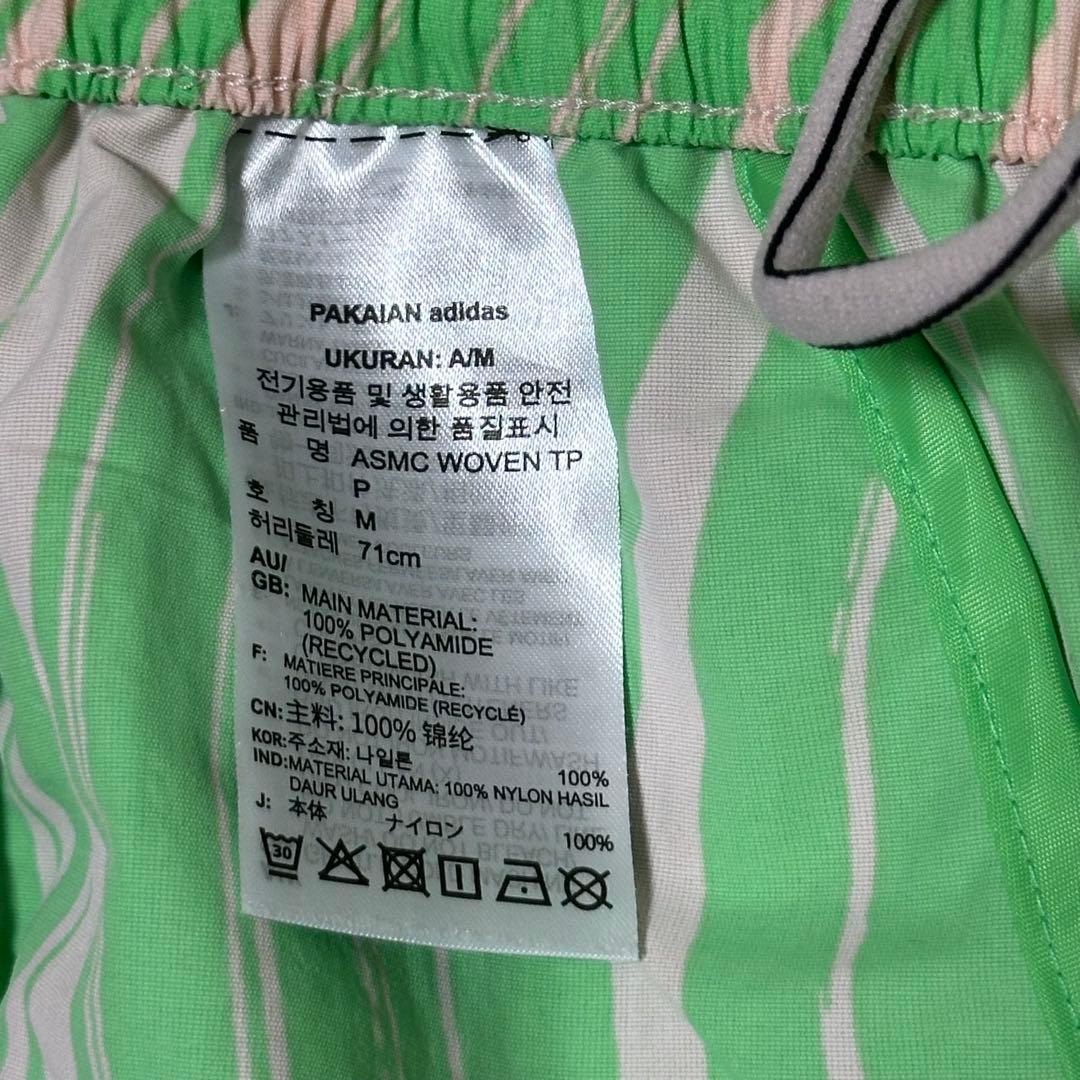 PAKAIAN adidas
UKURAN: A/M
전기용품 및 생활용품 안전
관리법에 의한 품질표시
품 명 ASMC WOVEN TP
P
호 칭 M
허리둘레 71cm
AU/
GB: MAIN MATERIAL:
100% POLYAMIDE
(RECYCLED)
F: MATIERE PRINCIPALE:
100% POLYAMIDE (RECYCLÉ)
CN: 主料: 100% 锦纶
KOR: 주소재: 나일론 100%
IND: MATERIAL UTAMA: 100% NYLON HASIL
DAUR ULANG
J: 本体 ナイロン 100%
30